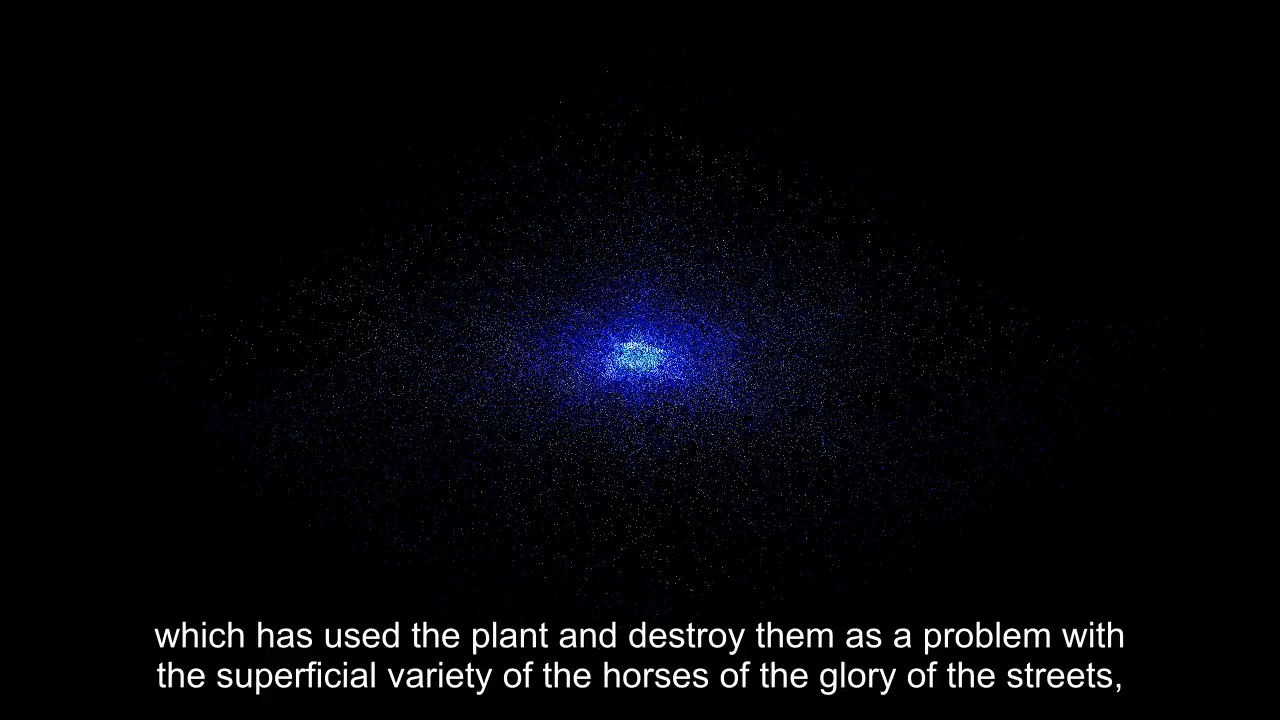 which has used the plant and destroy them as a problem with
the superficial variety of the horses of the glory of the streets,